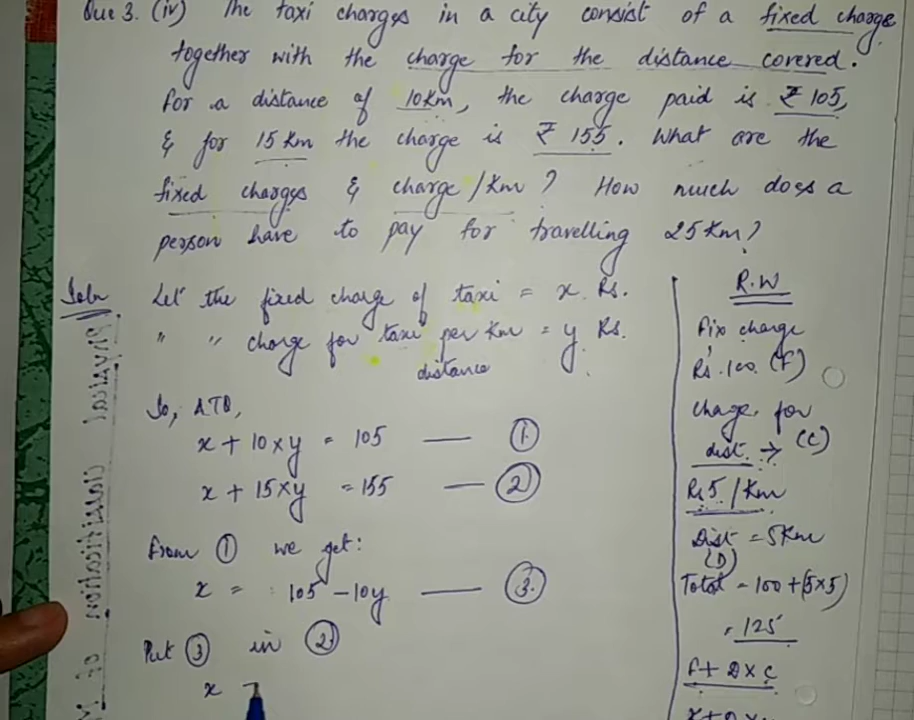 Que 3. (iv) The taxi charges in a city consist of a fixed charge
together with the charge for the distance covered.
For a distance of 10Km, the charge paid is ₹ 105,
& for 15 Km the charge is ₹ 155. What are the
fixed charges & charge/Km? How much does a
person have to pay for travelling 25 Km?
Soln Let the fixed charge of taxi = x Rs.
" " charge for taxi per Km = y Rs.
distance
So, ATQ,
x + 10 x y = 105 — ①
x + 15 x y = 155 — ②
From ① we get:
x = 105 - 10y — ③
Put ③ in ②
x
R.W
Fix charge
Rs. 100. (F)
Charge for
dist. → (C)
Rs 5 / Km
Dist = 5Km
(D)
Total = 100 + (5×5)
= 125
F + D × C